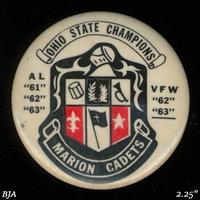 OHIO STATE CHAMPIONS
AL
"61"
"62"
"63"
VFW
"62"
"63"
MARION CADETS
BJA
2.25"